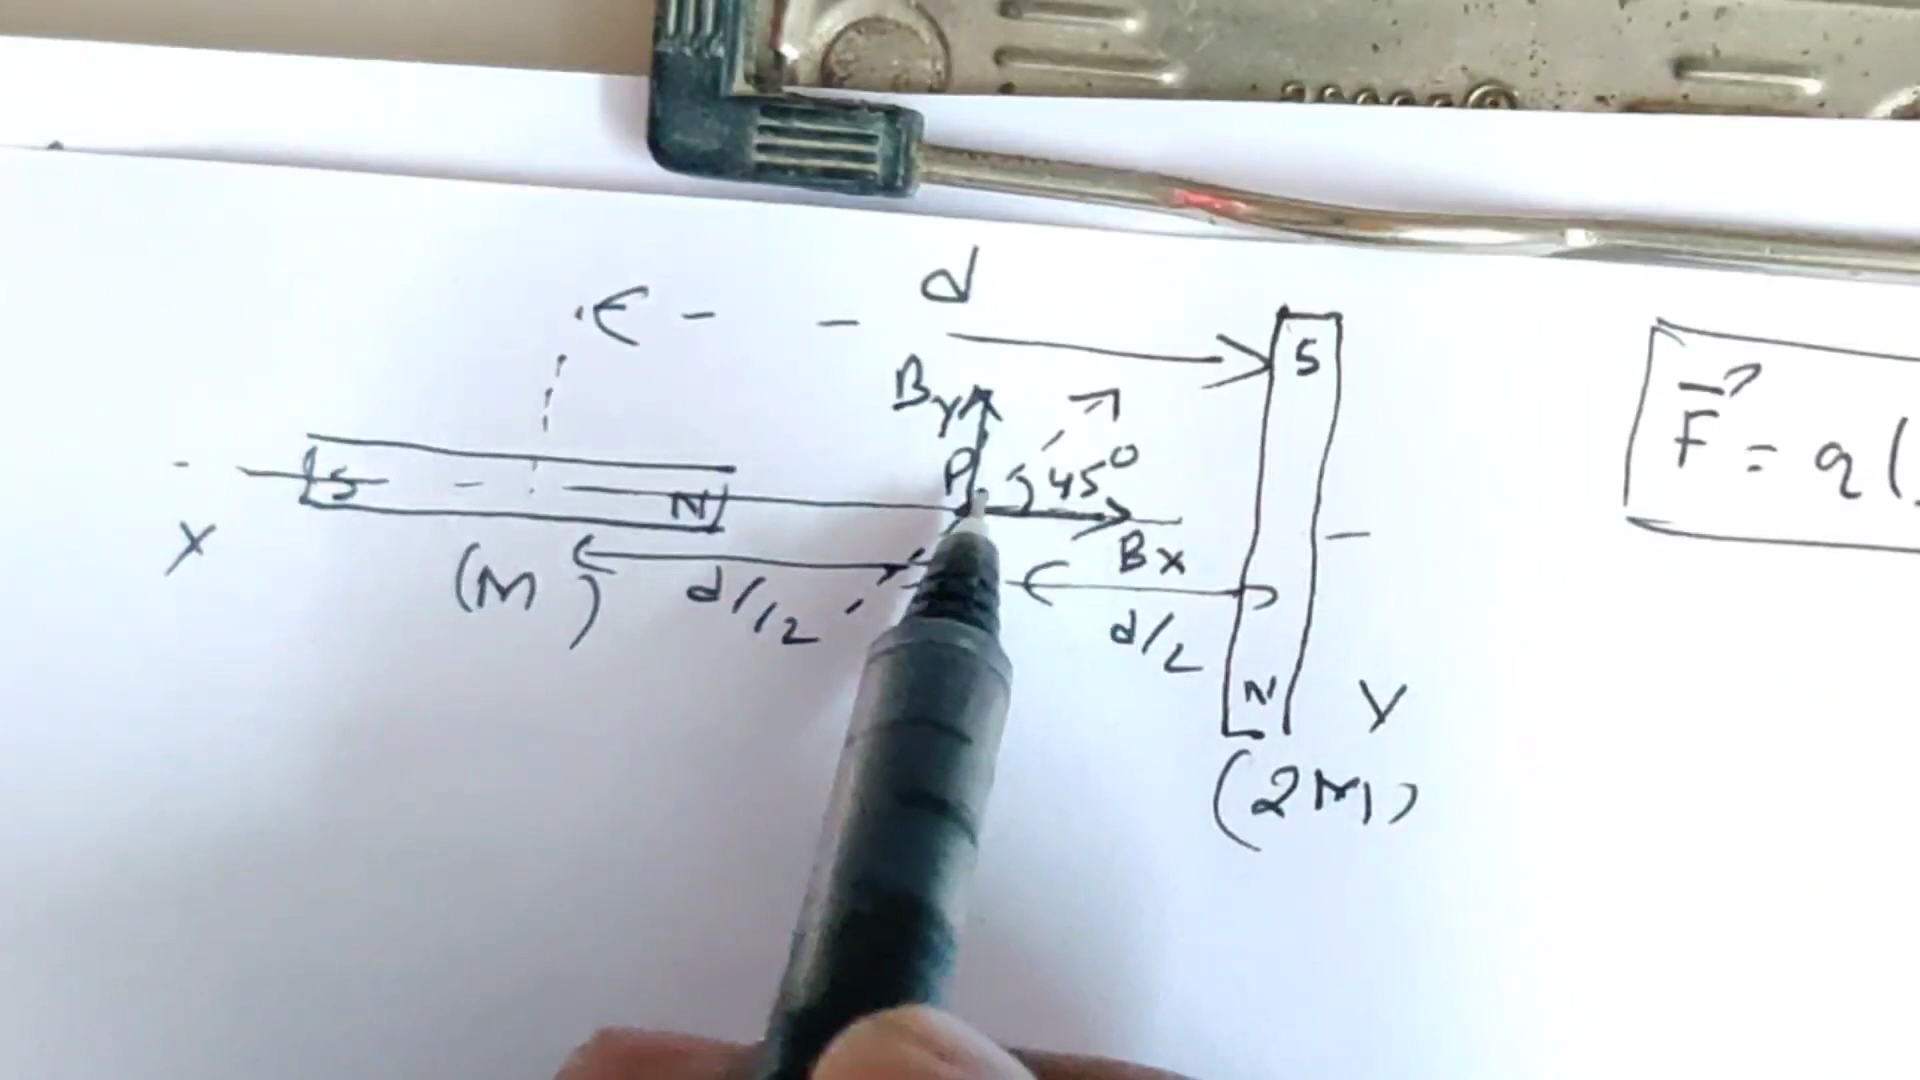 d
S
By
P
45°
F⃗ = q(
S
N
Bx
X
(M)
d/2
d/2
N
Y
(2M)